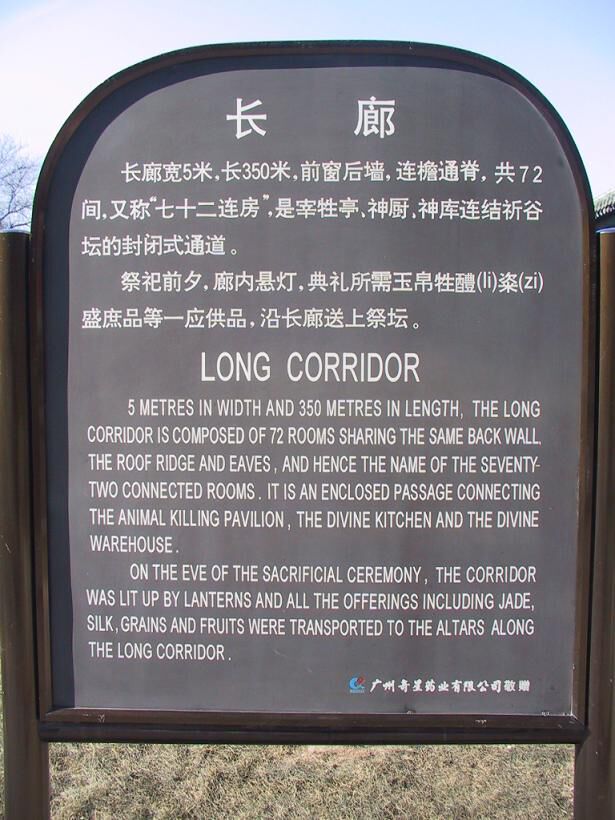 长 廊
长廊宽5米,长350米,前窗后墙,连檐通脊,共72
间,又称“七十二连房”,是宰牲亭、神厨、神库连结祈谷
坛的封闭式通道。
祭祀前夕,廊内悬灯,典礼所需玉帛牲醴(li)粢(zi)
盛庶品等一应供品,沿长廊送上祭坛。
LONG CORRIDOR
5 METRES IN WIDTH AND 350 METRES IN LENGTH, THE LONG
CORRIDOR IS COMPOSED OF 72 ROOMS SHARING THE SAME BACK WALL,
THE ROOF RIDGE AND EAVES, AND HENCE THE NAME OF THE SEVENTY-
TWO CONNECTED ROOMS. IT IS AN ENCLOSED PASSAGE CONNECTING
THE ANIMAL KILLING PAVILION, THE DIVINE KITCHEN AND THE DIVINE
WAREHOUSE.
ON THE EVE OF THE SACRIFICIAL CEREMONY, THE CORRIDOR
WAS LIT UP BY LANTERNS AND ALL THE OFFERINGS INCLUDING JADE,
SILK, GRAINS AND FRUITS WERE TRANSPORTED TO THE ALTARS ALONG
THE LONG CORRIDOR.
广州奇星药业有限公司敬赠